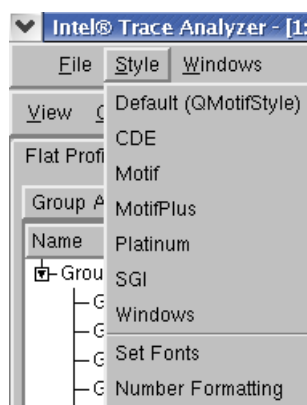 Intel® Trace Analyzer - [1:
File Style Windows
View
Default (QMotifStyle)
CDE
Flat Profi
Motif
Group A
MotifPlus
Name
Platinum
Grou
SGI
Windows
Set Fonts
Number Formatting